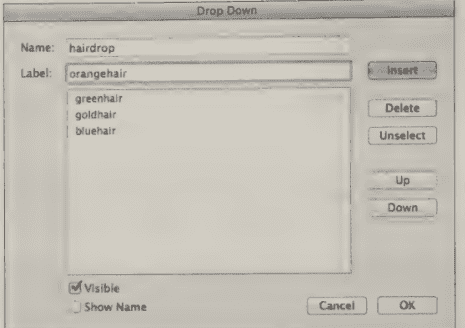 Drop Down
Name: hairdrop
Label: orangehair
Insert
greenhair
goldhair
bluehair
Delete
Unselect
Up
Down
Visible
Show Name
Cancel
OK